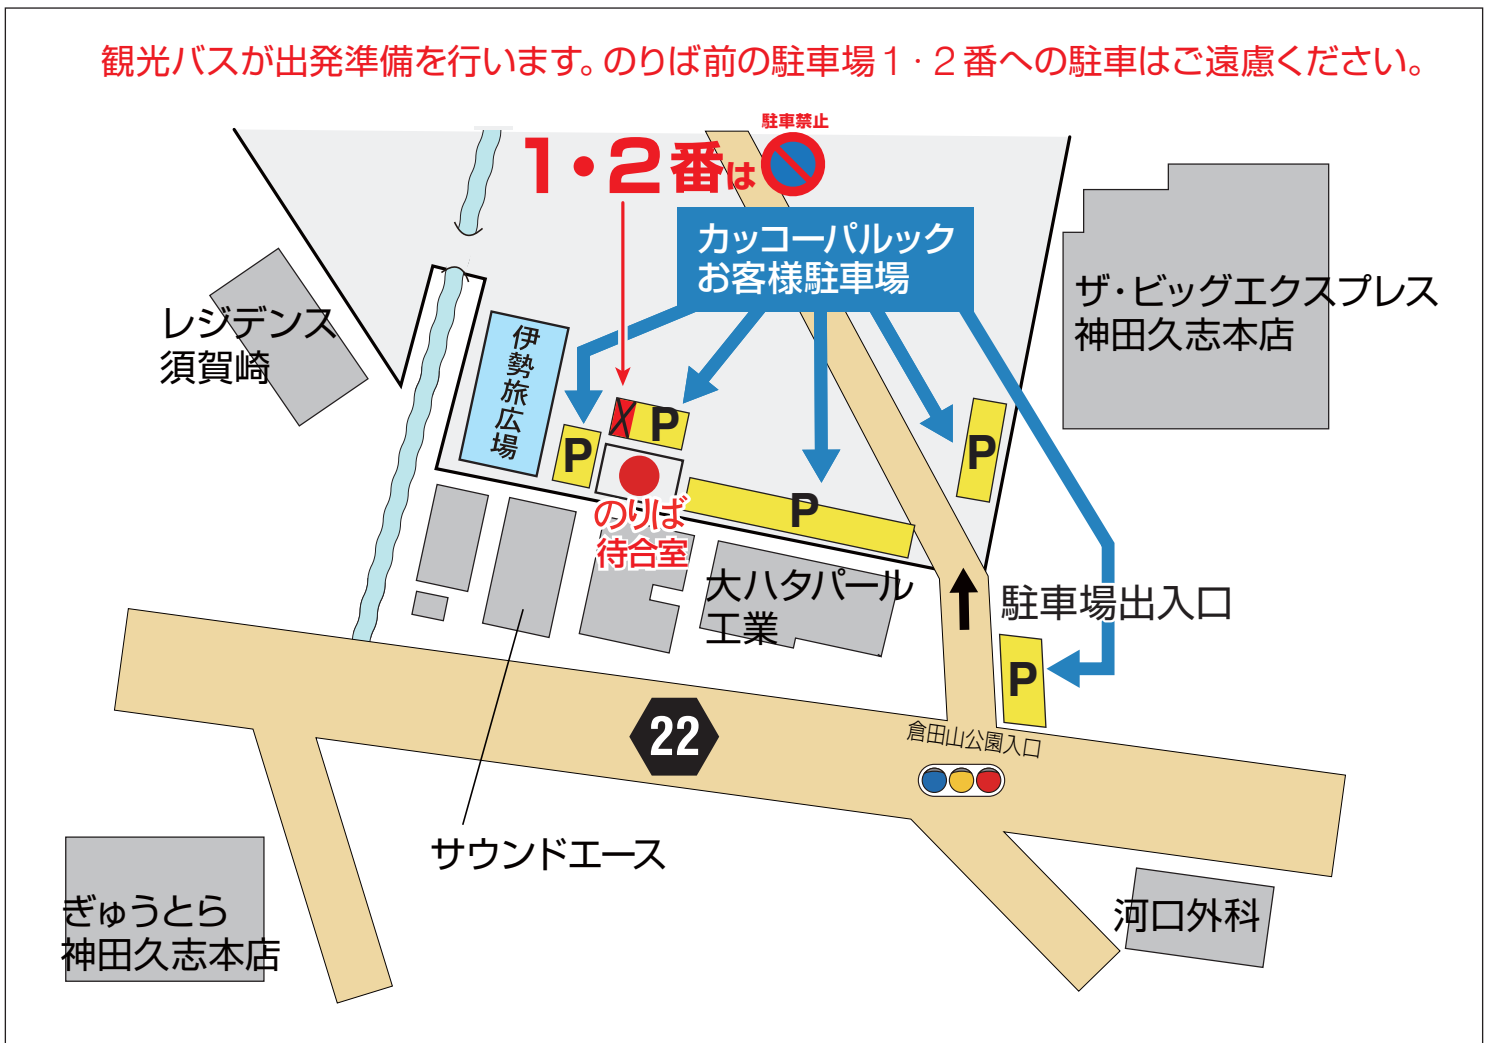 観光バスが出発準備を行います。のりば前の駐車場1・2番への駐車はご遠慮ください。
駐車禁止
1・2番は
カッコーパルック
お客様駐車場
ザ・ビッグエクスプレス
神田久志本店
レジデンス
須賀崎
伊勢旅広場
P
P
P
P
のりば
待合室
大ハタパール
工業
駐車場出入口
P
22
倉田山公園入口
サウンドエース
ぎゅうとら
神田久志本店
河口外科